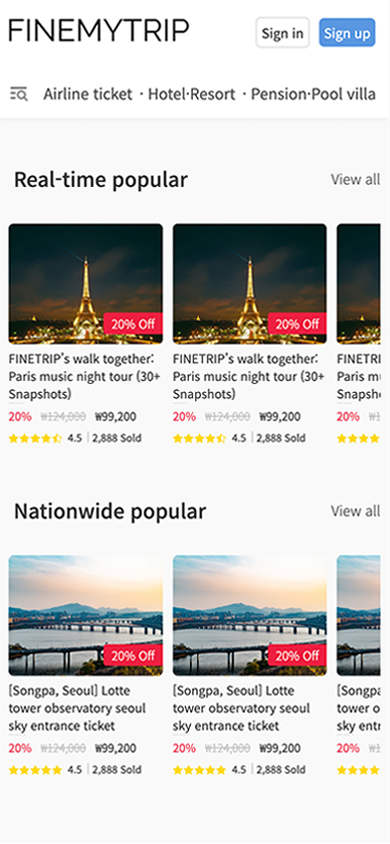 FINEMYTRIP
Sign in
Sign up
Airline ticket · Hotel·Resort · Pension·Pool villa
Real-time popular
View all
20% Off
20% Off
FINETRIP's walk together:
Paris music night tour (30+
Snapshots)
20% ₩124,000 ₩99,200
4.5 | 2,888 Sold
FINETRIP's walk together:
Paris music night tour (30+
Snapshots)
20% ₩124,000 ₩99,200
4.5 | 2,888 Sold
FINETRI
Paris m
Snapsh
20%
Nationwide popular
View all
20% Off
20% Off
[Songpa, Seoul] Lotte
tower observatory seoul
sky entrance ticket
20% ₩124,000 ₩99,200
4.5 | 2,888 Sold
[Songpa, Seoul] Lotte
tower observatory seoul
sky entrance ticket
20% ₩124,000 ₩99,200
4.5 | 2,888 Sold
[Songpa
tower o
sky entr
20%